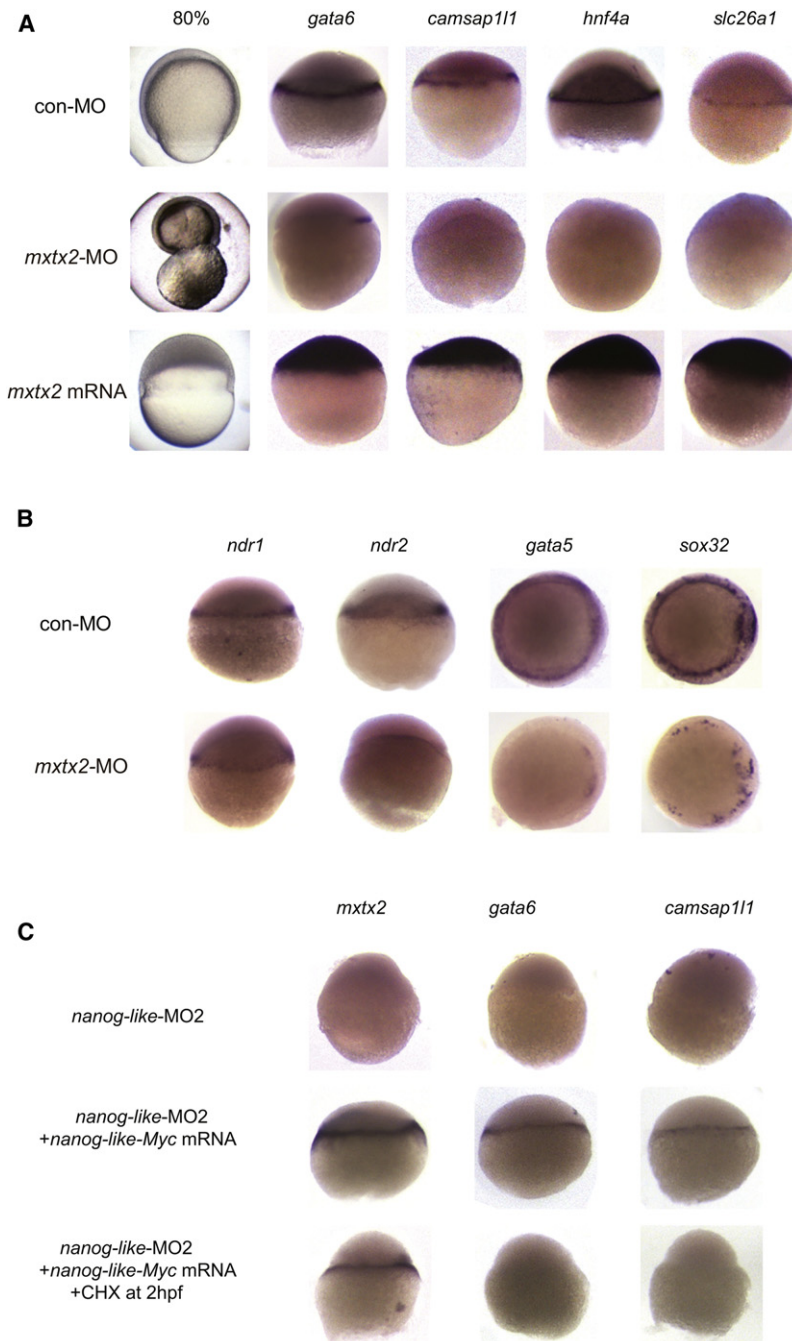 A
80% gata6 camsap1l1 hnf4a slc26a1
con-MO
mxtx2-MO
mxtx2 mRNA
B
ndr1 ndr2 gata5 sox32
con-MO
mxtx2-MO
C
mxtx2 gata6 camsap1l1
nanog-like-MO2
nanog-like-MO2
+nanog-like-Myc mRNA
nanog-like-MO2
+nanog-like-Myc mRNA
+CHX at 2hpf